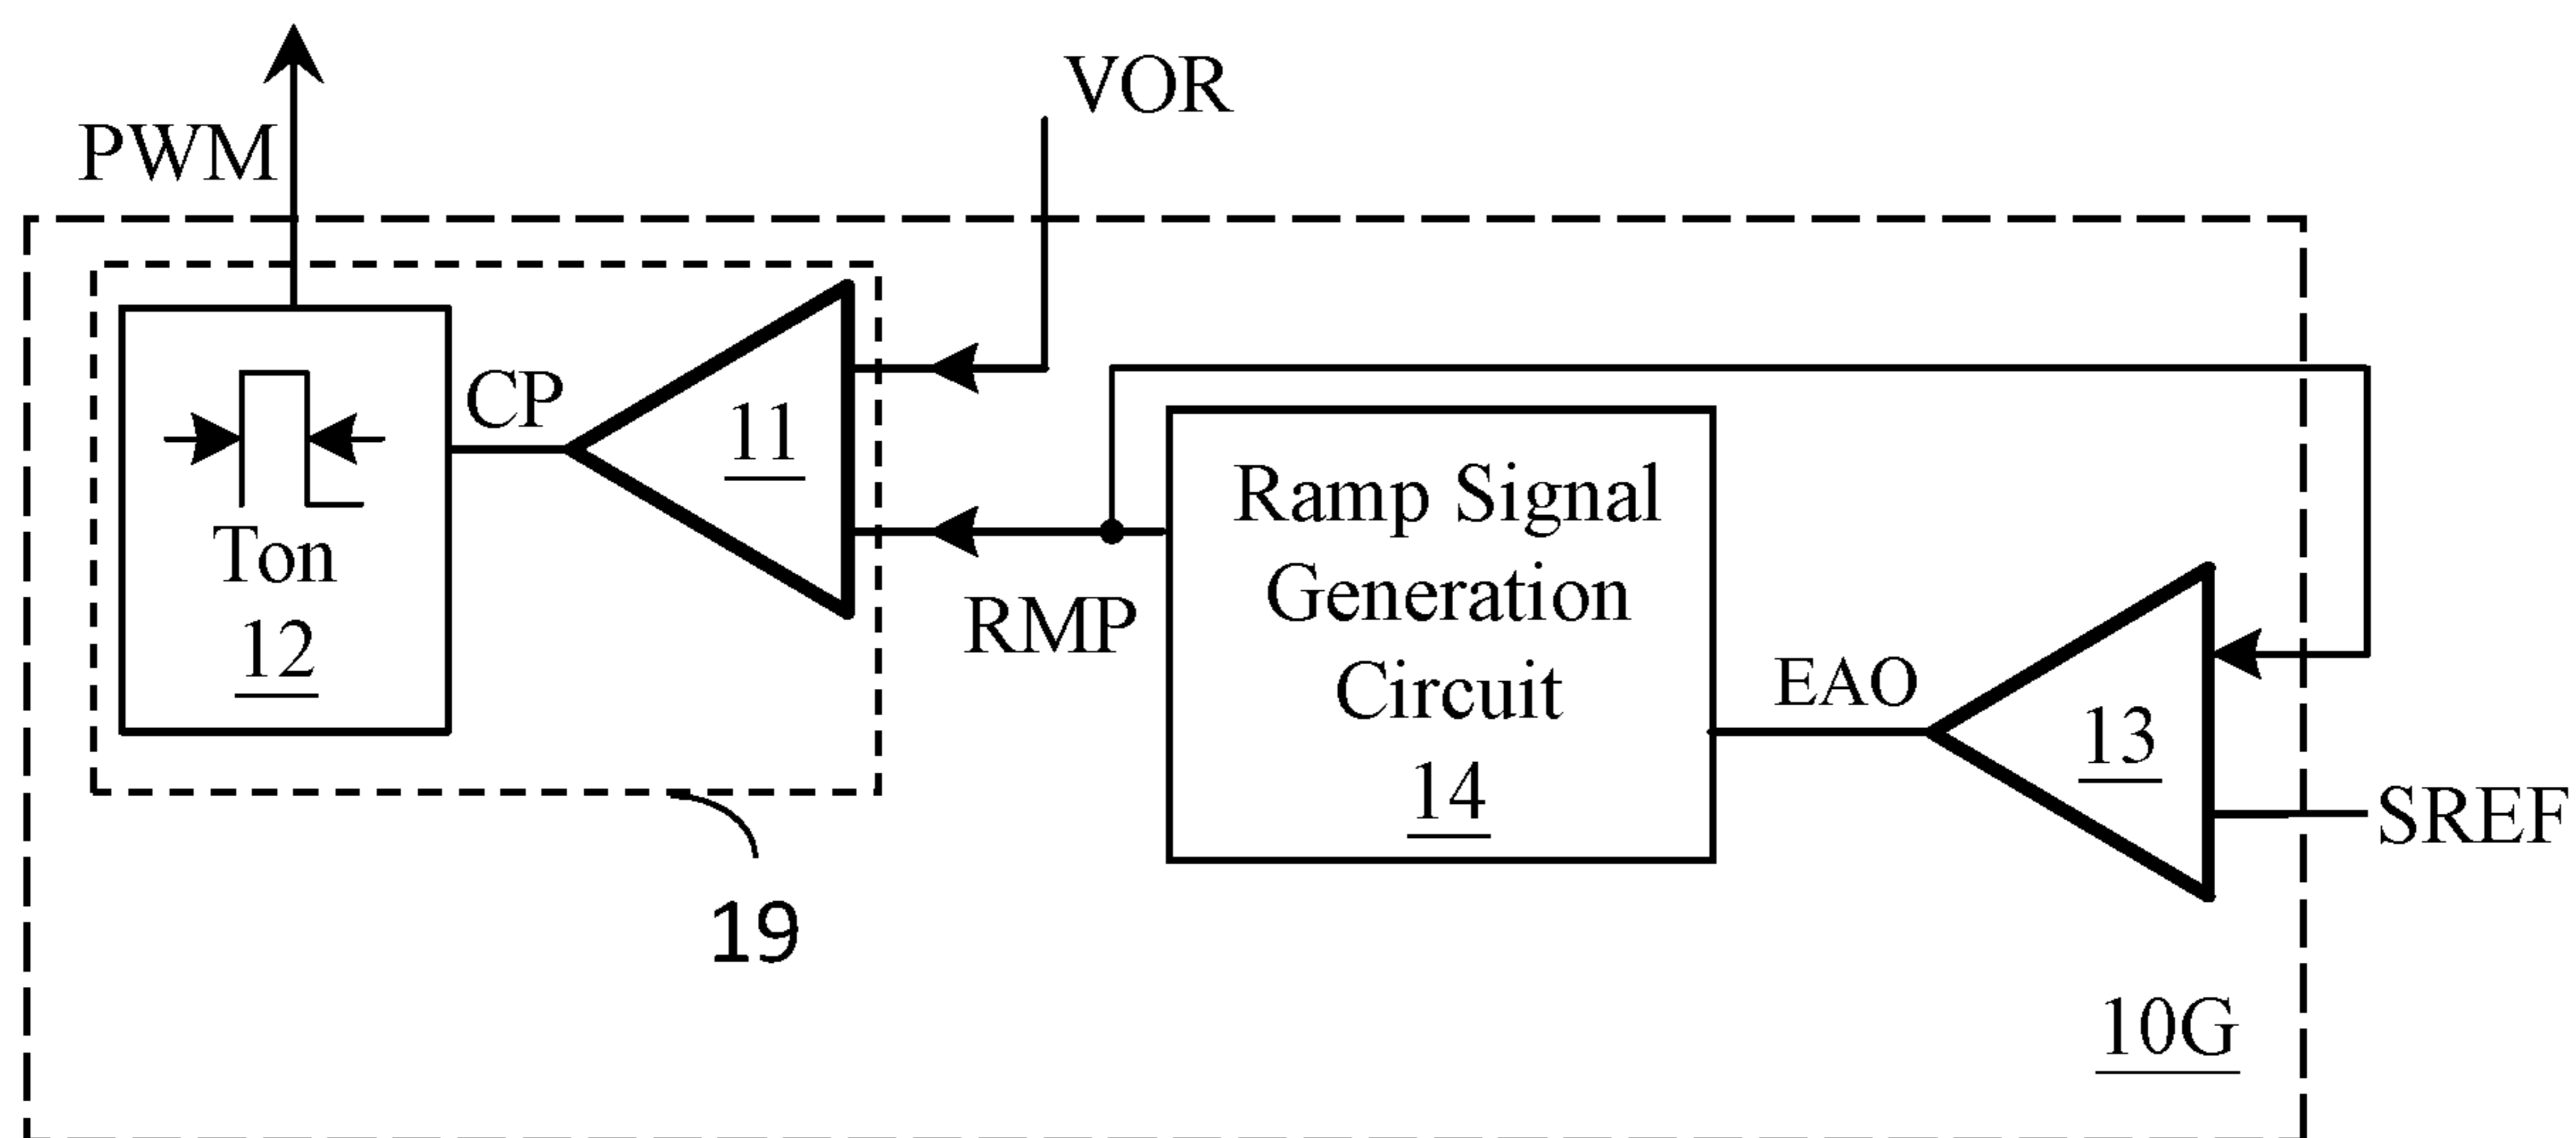 VOR
PWM
CP
11
Ton
12
RMP
Ramp Signal
Generation
Circuit
14
EAO
13
SREF
19
10G